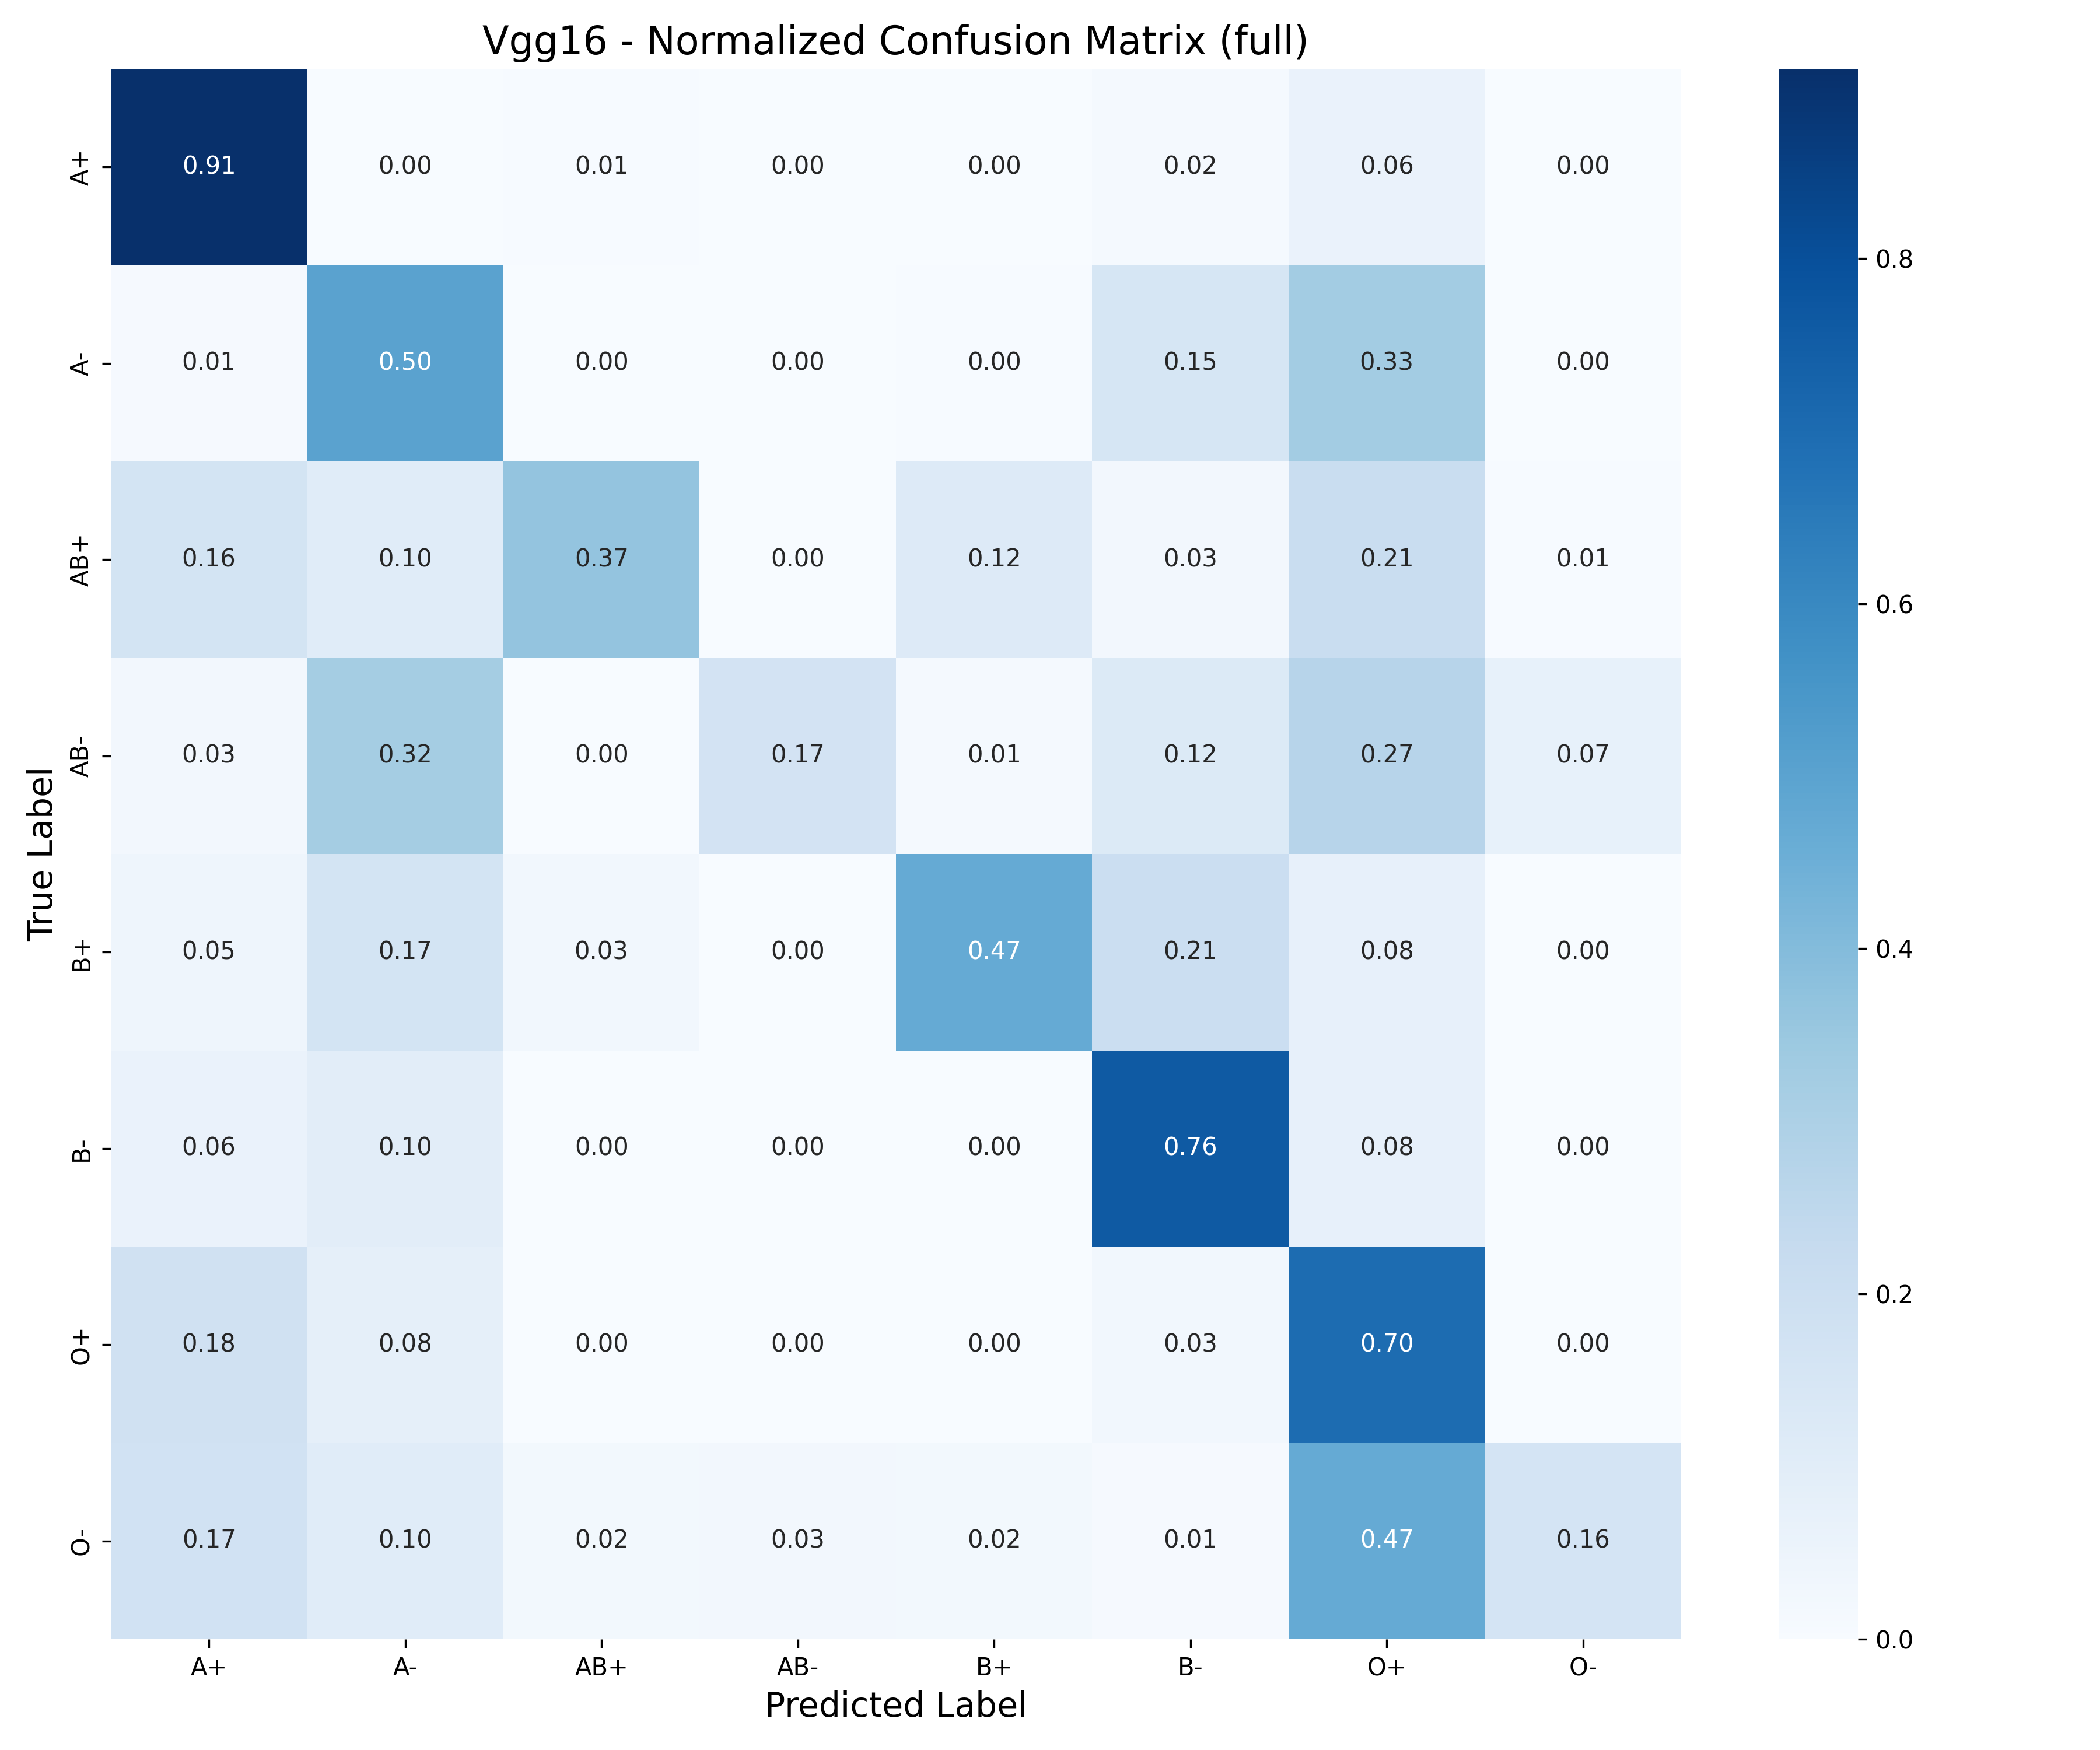 Vgg16 - Normalized Confusion Matrix (full)
True Label
A+ 0.91 0.00 0.01 0.00 0.00 0.02 0.06 0.00
A- 0.01 0.50 0.00 0.00 0.00 0.15 0.33 0.00
AB+ 0.16 0.10 0.37 0.00 0.12 0.03 0.21 0.01
AB- 0.03 0.32 0.00 0.17 0.01 0.12 0.27 0.07
B+ 0.05 0.17 0.03 0.00 0.47 0.21 0.08 0.00
B- 0.06 0.10 0.00 0.00 0.00 0.76 0.08 0.00
O+ 0.18 0.08 0.00 0.00 0.00 0.03 0.70 0.00
O- 0.17 0.10 0.02 0.03 0.02 0.01 0.47 0.16
A+ A- AB+ AB- B+ B- O+ O-
Predicted Label
0.8
0.6
0.4
0.2
0.0